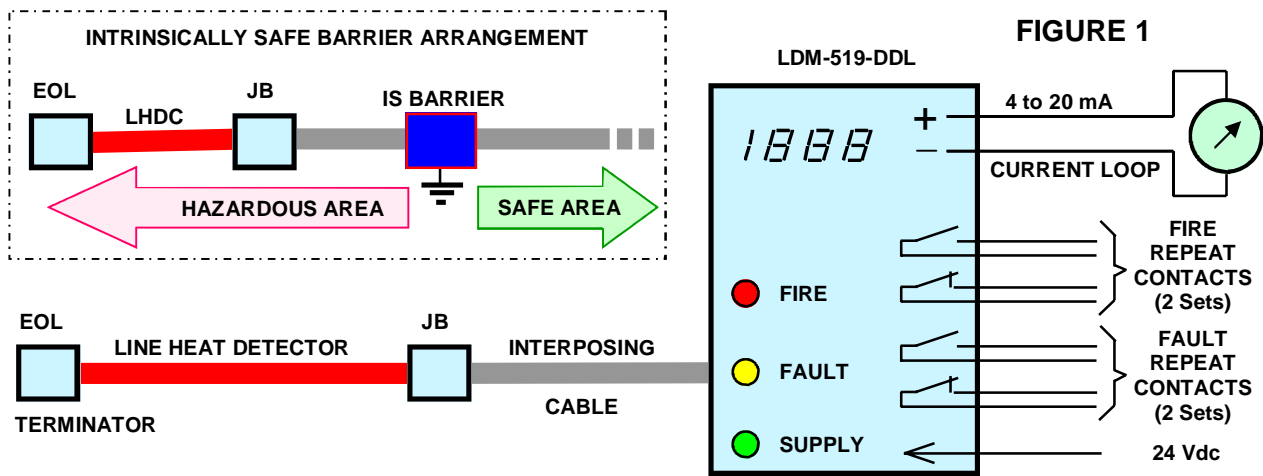 FIGURE 1
INTRINSICALLY SAFE BARRIER ARRANGEMENT
EOL
LHDC
JB
IS BARRIER
HAZARDOUS AREA
SAFE AREA
LDM-519-DDL
1888
+
–
4 to 20 mA
CURRENT LOOP
FIRE
REPEAT
CONTACTS
(2 Sets)
FIRE
FAULT
SUPPLY
FAULT
REPEAT
CONTACTS
(2 Sets)
24 Vdc
EOL
LINE HEAT DETECTOR
JB
INTERPOSING
CABLE
TERMINATOR